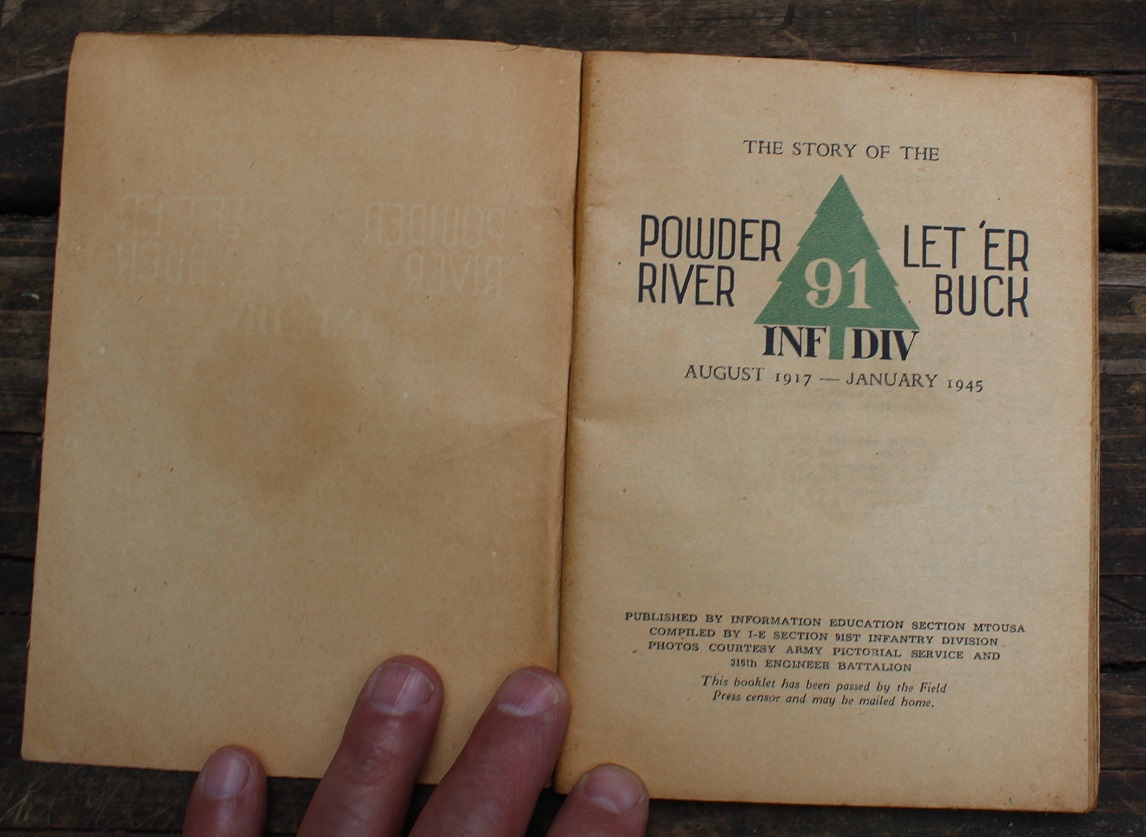 THE STORY OF THE
POWDER
RIVER
91
LET 'ER
BUCK
INF DIV
AUGUST 1917 — JANUARY 1945
PUBLISHED BY INFORMATION EDUCATION SECTION MTOUSA
COMPILED BY I-E SECTION 91ST INFANTRY DIVISION
PHOTOS COURTESY ARMY PICTORIAL SERVICE AND
316th ENGINEER BATTALION
This booklet has been passed by the Field
Press censor and may be mailed home.